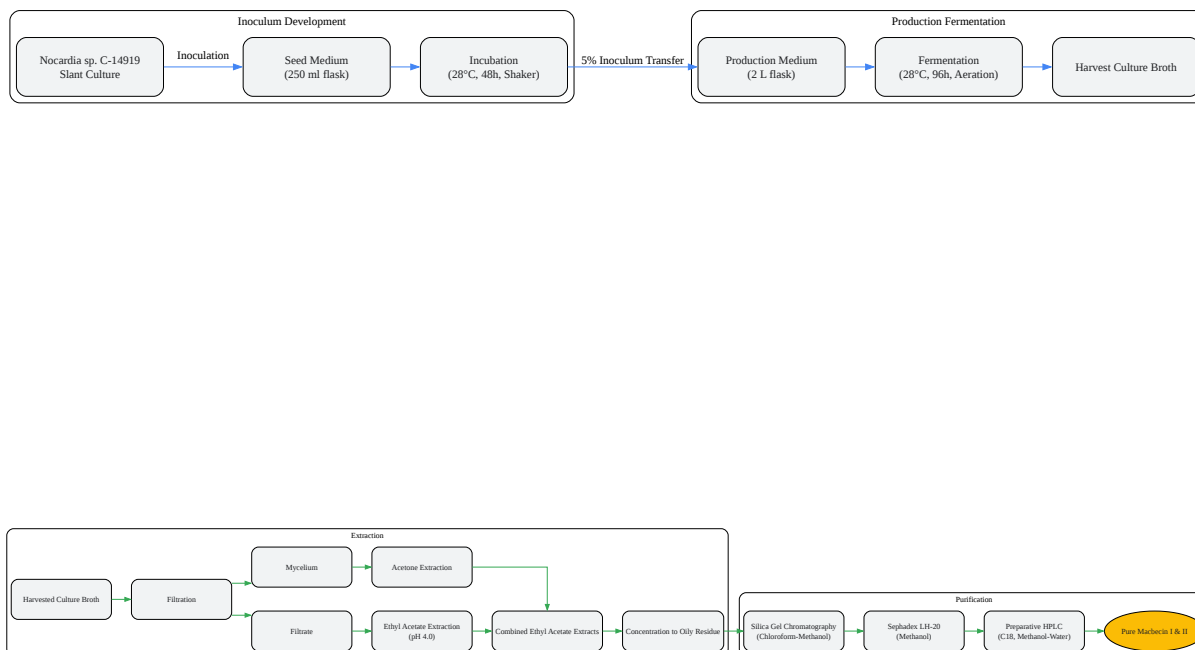 Inoculum Development
Nocardia sp. C-14919
Slant Culture
Inoculation
Seed Medium
(250 ml flask)
Incubation
(28°C, 48h, Shaker)
5% Inoculum Transfer
Production Fermentation
Production Medium
(2 L flask)
Fermentation
(28°C, 96h, Aeration)
Harvest Culture Broth
Extraction
Harvested Culture Broth
Filtration
Mycelium
Acetone Extraction
Filtrate
Ethyl Acetate Extraction
(pH 4.0)
Combined Ethyl Acetate Extracts
Concentration to Oily Residue
Purification
Silica Gel Chromatography
(Chloroform-Methanol)
Sephadex LH-20
(Methanol)
Preparative HPLC
(C18, Methanol-Water)
Pure Macbecin I & II